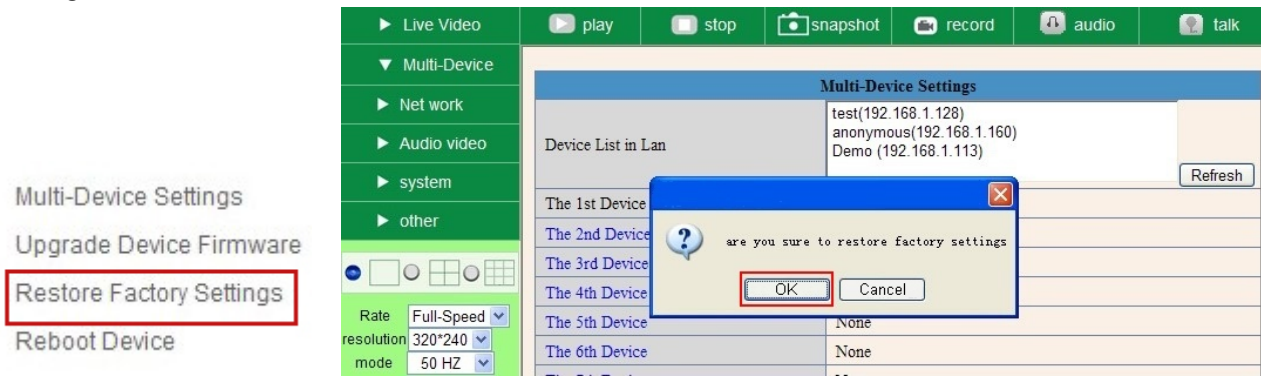 Multi-Device Settings
Upgrade Device Firmware
Restore Factory Settings
Reboot Device
Live Video
Multi-Device
Net work
Audio video
system
other
Rate Full-Speed
resolution 320*240
mode 50 HZ
play stop snapshot record audio talk
Multi-Device Settings
Device List in Lan
test(192.168.1.128)
anonymous(192.168.1.160)
Demo (192.168.1.113)
Refresh
The 1st Device
The 2nd Device
The 3rd Device
The 4th Device
The 5th Device None
The 6th Device None
are you sure to restore factory settings
OK Cancel